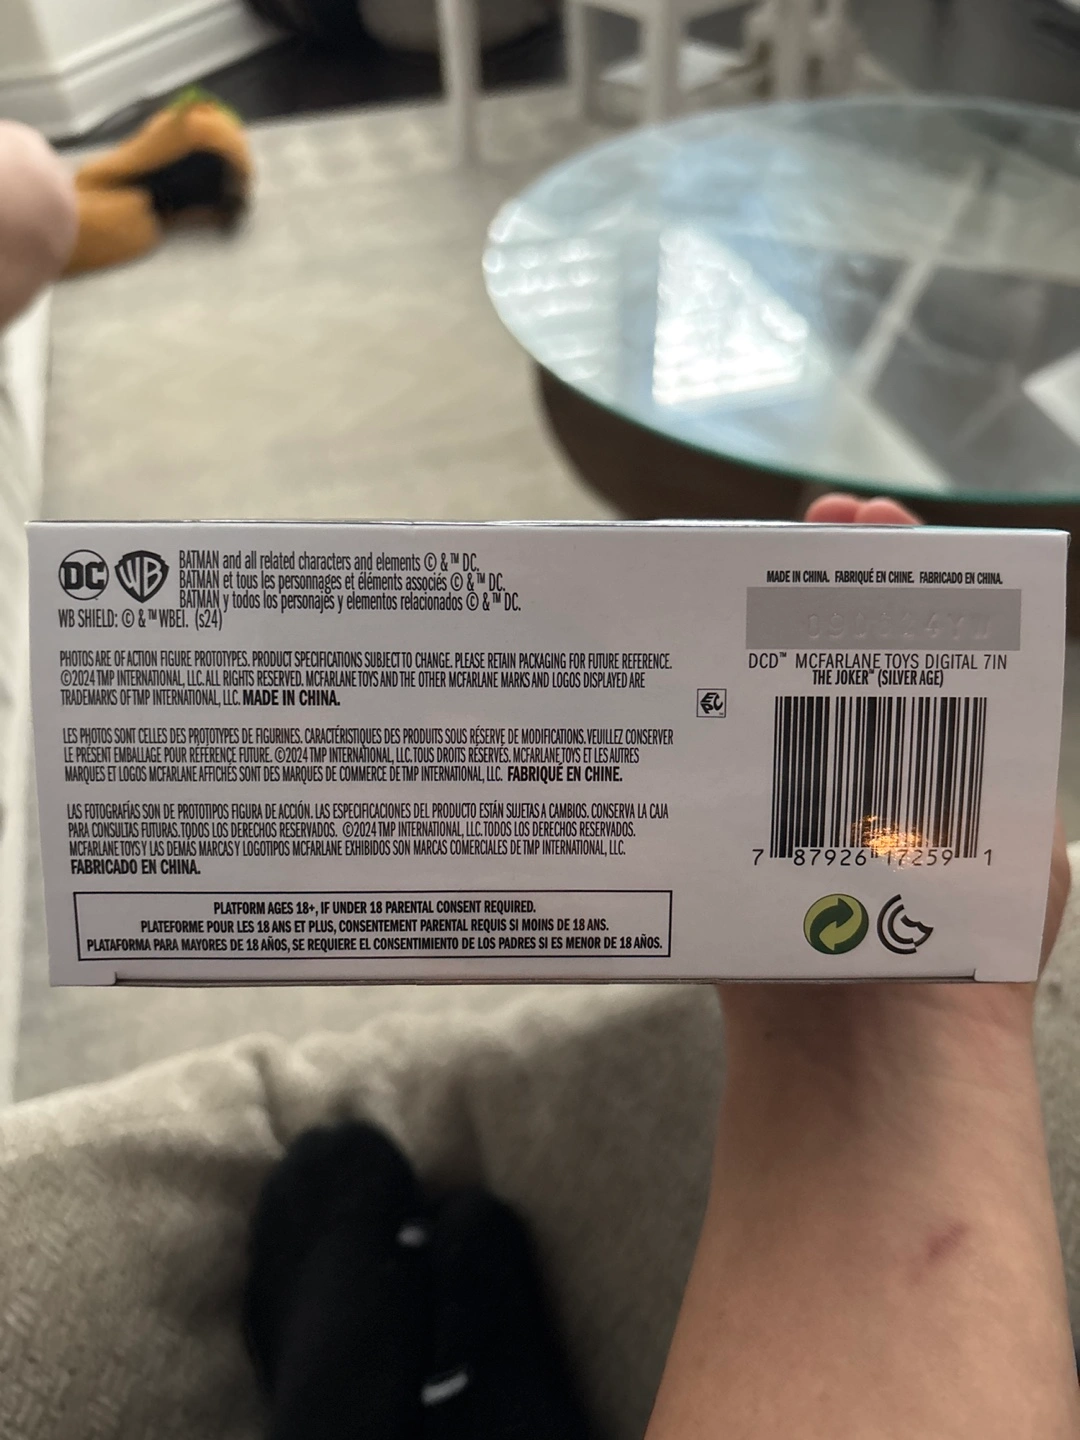 DC WB BATMAN and all related characters and elements © & ™ DC.
BATMAN et tous les personnages et éléments associés © & ™ DC.
BATMAN y todos los personajes y elementos relacionados © & ™ DC.
WB SHIELD: © & ™ WBEI. (s24)
PHOTOS ARE OF ACTION FIGURE PROTOTYPES. PRODUCT SPECIFICATIONS SUBJECT TO CHANGE. PLEASE RETAIN PACKAGING FOR FUTURE REFERENCE.
©2024 TMP INTERNATIONAL, LLC. ALL RIGHTS RESERVED. MCFARLANE TOYS AND THE OTHER MCFARLANE MARKS AND LOGOS DISPLAYED ARE
TRADEMARKS OF TMP INTERNATIONAL, LLC. MADE IN CHINA.
LES PHOTOS SONT CELLES DES PROTOTYPES DE FIGURINES. CARACTÉRISTIQUES DES PRODUITS SOUS RÉSERVE DE MODIFICATIONS. VEUILLEZ CONSERVER
LE PRÉSENT EMBALLAGE POUR RÉFÉRENCE FUTURE. ©2024 TMP INTERNATIONAL, LLC. TOUS DROITS RÉSERVÉS. MCFARLANE TOYS ET LES AUTRES
MARQUES ET LOGOS MCFARLANE AFFICHÉS SONT DES MARQUES DE COMMERCE DE TMP INTERNATIONAL, LLC. FABRIQUÉ EN CHINE.
LAS FOTOGRAFÍAS SON DE PROTOTIPOS FIGURA DE ACCIÓN. LAS ESPECIFICACIONES DEL PRODUCTO ESTÁN SUJETAS A CAMBIOS. CONSERVA LA CAJA
PARA CONSULTAS FUTURAS. TODOS LOS DERECHOS RESERVADOS. ©2024 TMP INTERNATIONAL, LLC. TODOS LOS DERECHOS RESERVADOS.
MCFARLANE TOYS Y LAS DEMÁS MARCAS Y LOGOTIPOS MCFARLANE EXHIBIDOS SON MARCAS COMERCIALES DE TMP INTERNATIONAL, LLC.
FABRICADO EN CHINA.
PLATFORM AGES 18+, IF UNDER 18 PARENTAL CONSENT REQUIRED.
PLATEFORME POUR LES 18 ANS ET PLUS, CONSENTEMENT PARENTAL REQUIS SI MOINS DE 18 ANS.
PLATAFORMA PARA MAYORES DE 18 AÑOS, SE REQUIERE EL CONSENTIMIENTO DE LOS PADRES SI ES MENOR DE 18 AÑOS.
MADE IN CHINA. FABRIQUÉ EN CHINE. FABRICADO EN CHINA.
DCD™ MCFARLANE TOYS DIGITAL 7IN
THE JOKER™ (SILVER AGE)
7 87926 17259 1